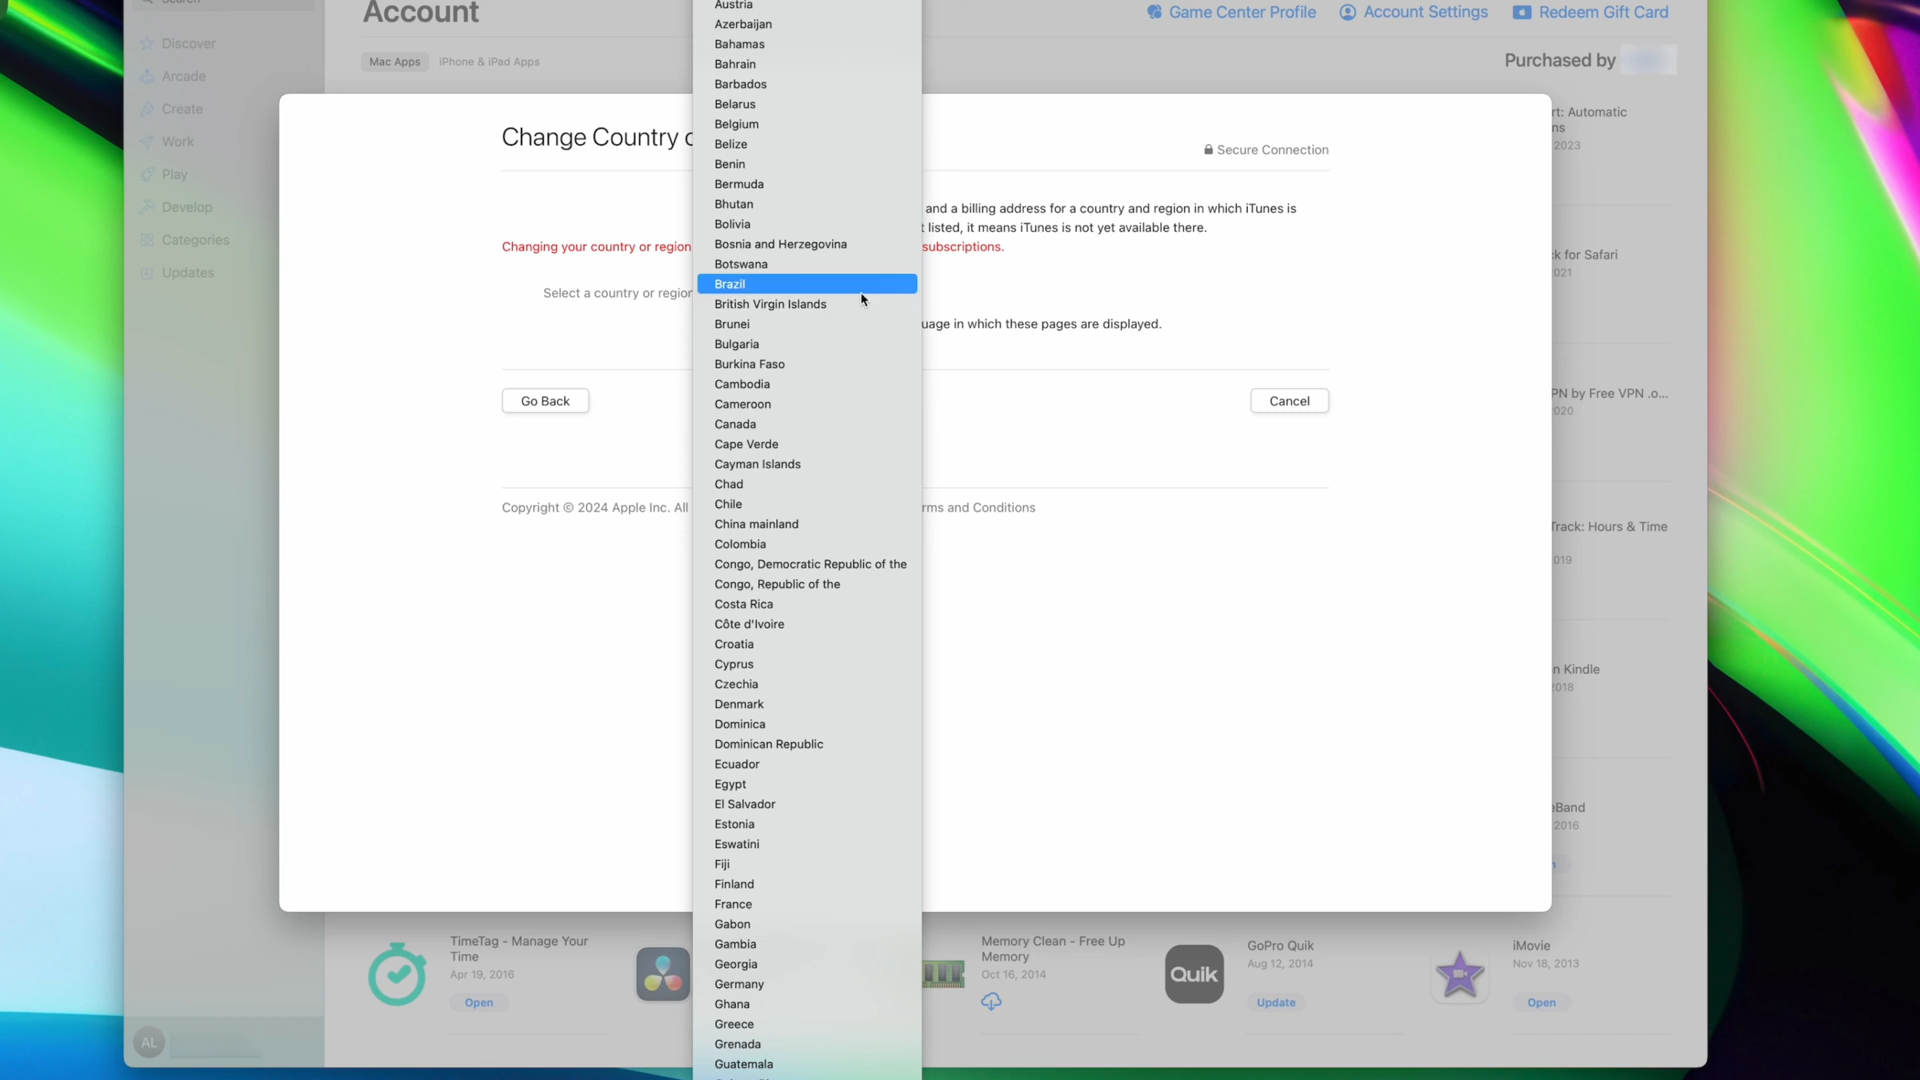 Search
Discover
Arcade
Create
Work
Play
Develop
Categories
Updates
AL
Account
Game Center Profile
Account Settings
Redeem Gift Card
Mac Apps
iPhone & iPad Apps
Purchased by
Change Country
Secure Connection
and a billing address for a country and region in which iTunes is
listed, it means iTunes is not yet available there.
Changing your country or region
subscriptions.
Select a country or region
in which these pages are displayed.
Go Back
Cancel
Copyright © 2024 Apple Inc. All
and Conditions
Austria
Azerbaijan
Bahamas
Bahrain
Barbados
Belarus
Belgium
Belize
Benin
Bermuda
Bhutan
Bolivia
Bosnia and Herzegovina
Botswana
Brazil
British Virgin Islands
Brunei
Bulgaria
Burkina Faso
Cambodia
Cameroon
Canada
Cape Verde
Cayman Islands
Chad
Chile
China mainland
Colombia
Congo, Democratic Republic of the
Congo, Republic of the
Costa Rica
Côte d'Ivoire
Croatia
Cyprus
Czechia
Denmark
Dominica
Dominican Republic
Ecuador
Egypt
El Salvador
Estonia
Eswatini
Fiji
Finland
France
Gabon
Gambia
Georgia
Germany
Ghana
Greece
Grenada
Guatemala
: Automatic
2023
for Safari
021
PN by Free VPN .o...
020
Track: Hours & Time
019
Kindle
2018
eBand
2016
TimeTag - Manage Your
Time
Apr 19, 2016
Open
Memory Clean - Free Up
Memory
Oct 16, 2014
Quik
GoPro Quik
Aug 12, 2014
Update
iMovie
Nov 18, 2013
Open